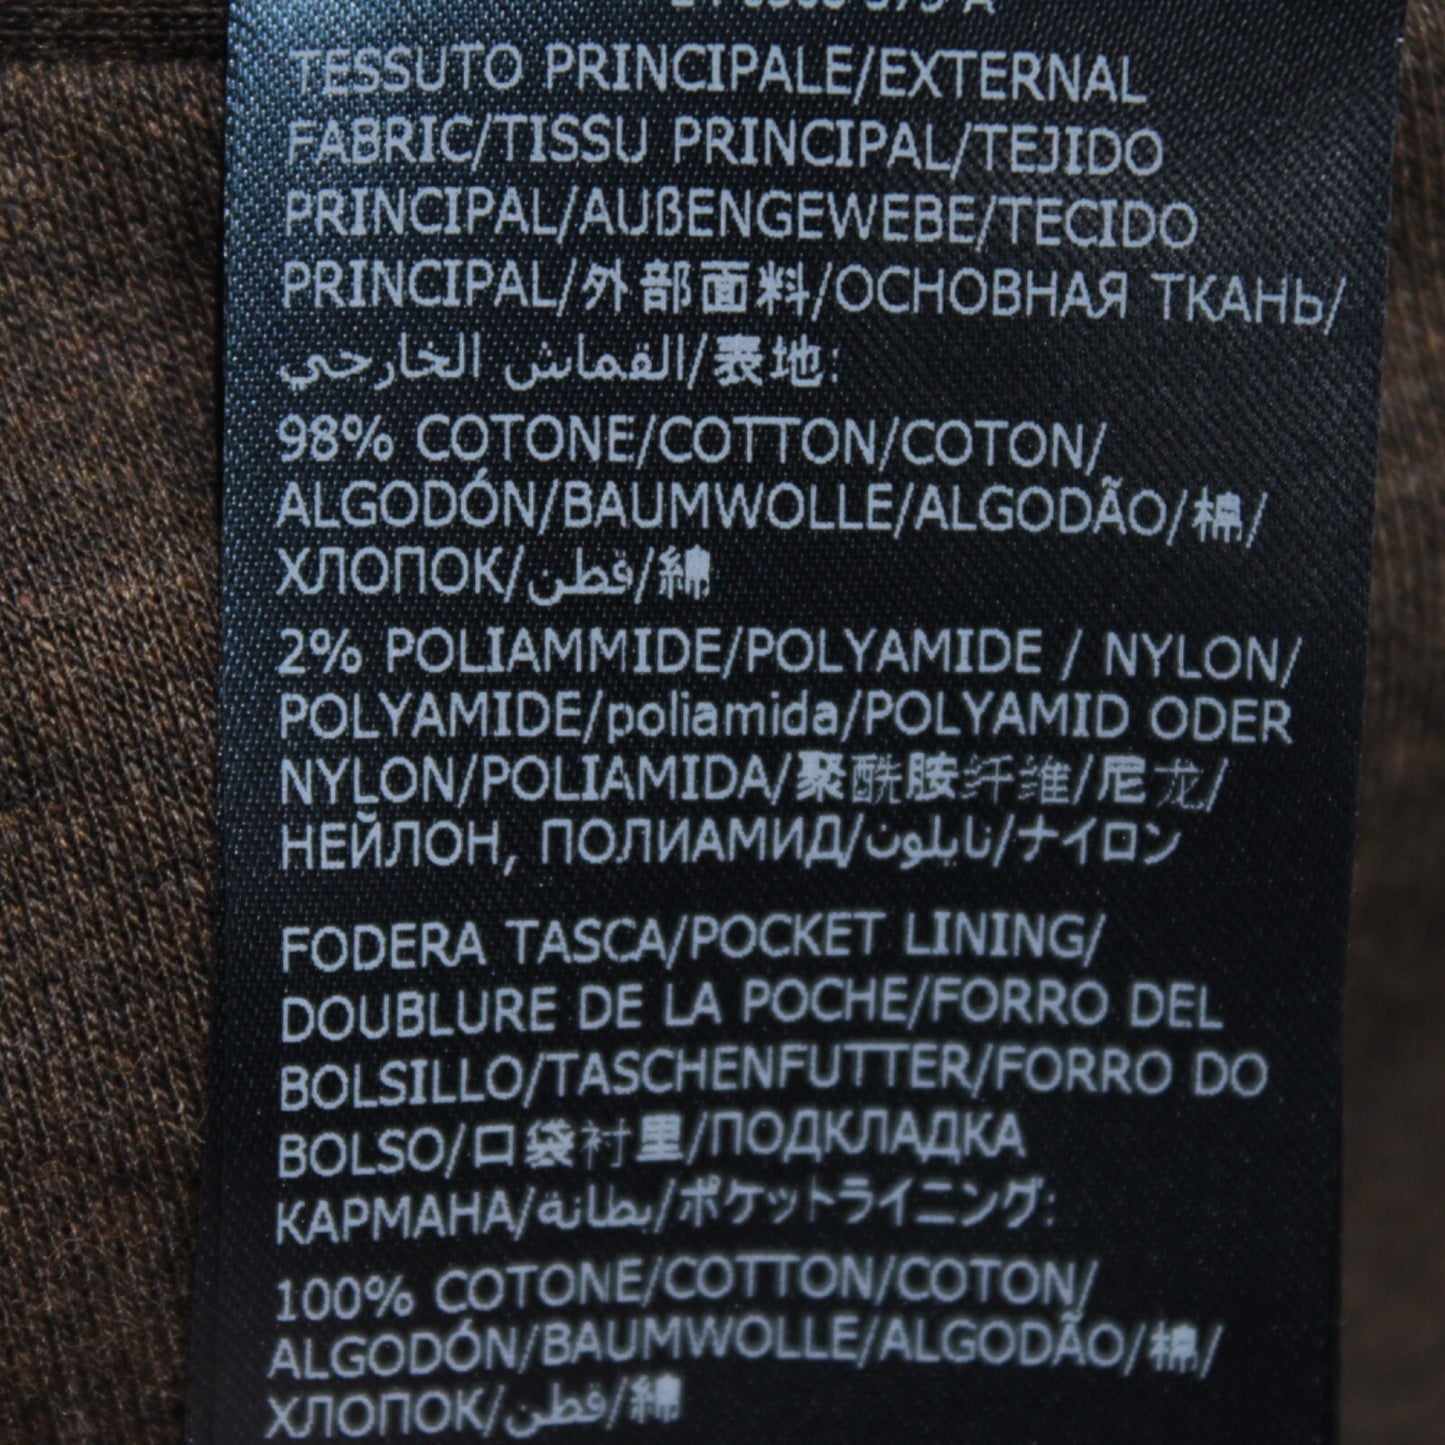 TESSUTO PRINCIPALE/EXTERNAL
FABRIC/TISSU PRINCIPAL/TEJIDO
PRINCIPAL/AUßENGEWEBE/TECIDO
PRINCIPAL/外部面料/ОСНОВНАЯ ТКАНЬ/
القماش الخارجي/表地:
98% COTONE/COTTON/COTON/
ALGODÓN/BAUMWOLLE/ALGODÃO/棉/
ХЛОПОК/قطن/綿
2% POLIAMMIDE/POLYAMIDE / NYLON/
POLYAMIDE/poliamida/POLYAMID ODER
NYLON/POLIAMIDA/聚酰胺纤维/尼龙/
НЕЙЛОН, ПОЛИАМИД/نايلون/ナイロン
FODERA TASCA/POCKET LINING/
DOUBLURE DE LA POCHE/FORRO DEL
BOLSILLO/TASCHENFUTTER/FORRO DO
BOLSO/口袋衬里/ПОДКЛАДКА
КАРМАНА/بطانة/ポケットライニング:
100% COTONE/COTTON/COTON/
ALGODÓN/BAUMWOLLE/ALGODÃO/棉/
ХЛОПОК/قطن/綿